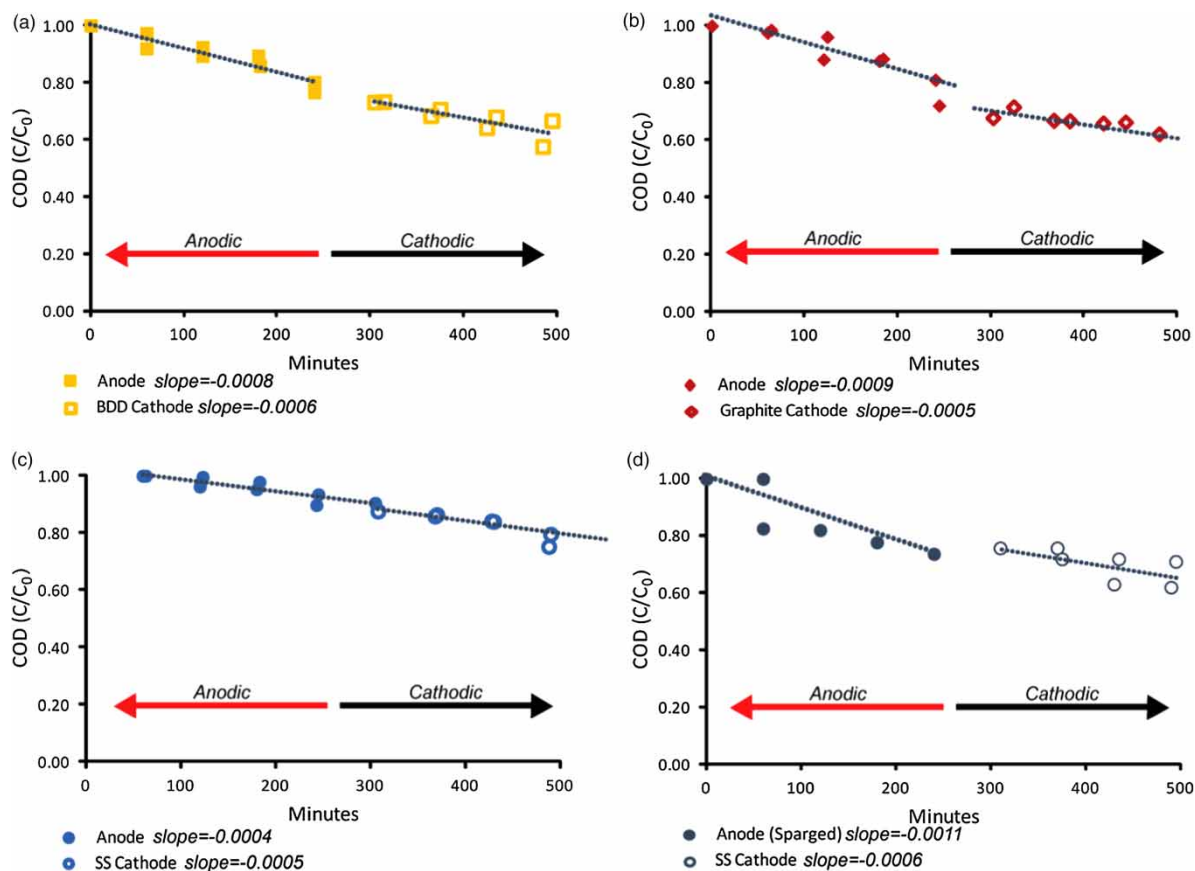 (a)
COD (C/C₀)
1.00
0.80
0.60
0.40
0.20
0.00
Anodic
Cathodic
0 100 200 300 400 500
Minutes
Anode slope=-0.0008
BDD Cathode slope=-0.0006
(b)
COD (C/C₀)
1.00
0.80
0.60
0.40
0.20
0.00
Anodic
Cathodic
0 100 200 300 400 500
Minutes
Anode slope=-0.0009
Graphite Cathode slope=-0.0005
(c)
COD (C/C₀)
1.00
0.80
0.60
0.40
0.20
0.00
Anodic
Cathodic
0 100 200 300 400 500
Minutes
Anode slope=-0.0004
SS Cathode slope=-0.0005
(d)
COD (C/C₀)
1.00
0.80
0.60
0.40
0.20
0.00
Anodic
Cathodic
0 100 200 300 400 500
Minutes
Anode (Sparged) slope=-0.0011
SS Cathode slope=-0.0006